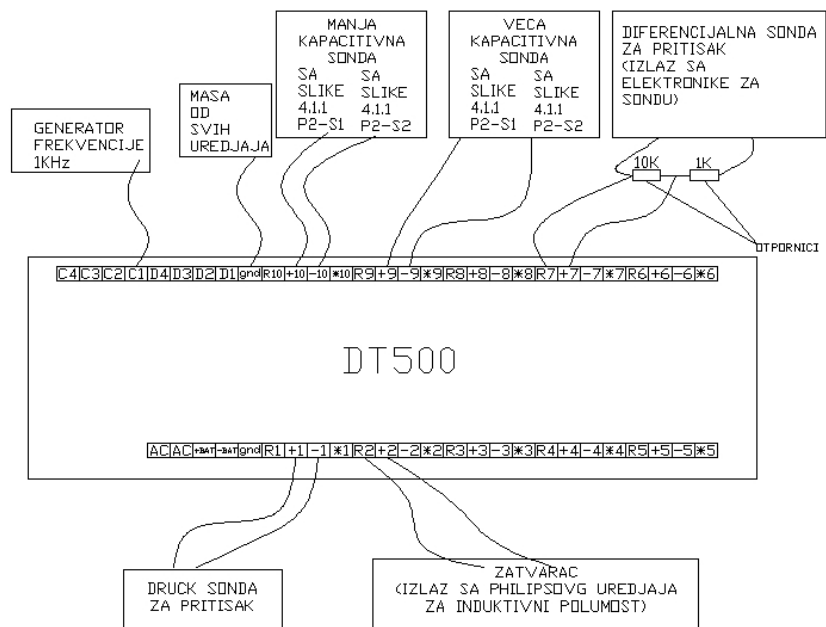 MANJA
KAPACITIVNA
SONDA
SA SA
SLIKE SLIKE
4.1.1 4.1.1
P2-S1 P2-S2
VECA
KAPACITIVNA
SONDA
SA SA
SLIKE SLIKE
4.1.1 4.1.1
P2-S1 P2-S2
DIFERENCIJALNA SONDA
ZA PRITISAK
(IZLAZ SA
ELEKTRONIKE ZA
SONDU)
MASA
OD
SVIH
UREDJAJA
GENERATOR
FREKVENCIJE
1KHz
10K 1K
OTPORNICI
C4 C3 C2 C1 D4 D3 D2 D1 gnd R10 +10 -10 *10 R9 +9 -9 *9 R8 +8 -8 *8 R7 +7 -7 *7 R6 +6 -6 *6
DT500
AC AC +BAT -BAT gnd R1 +1 -1 *1 R2 +2 -2 *2 R3 +3 -3 *3 R4 +4 -4 *4 R5 +5 -5 *5
DRUCK SONDA
ZA PRITISAK
ZATVARAC
(IZLAZ SA PHILIPSOVG UREDJAJA
ZA INDUKTIVNI POLUMOST)